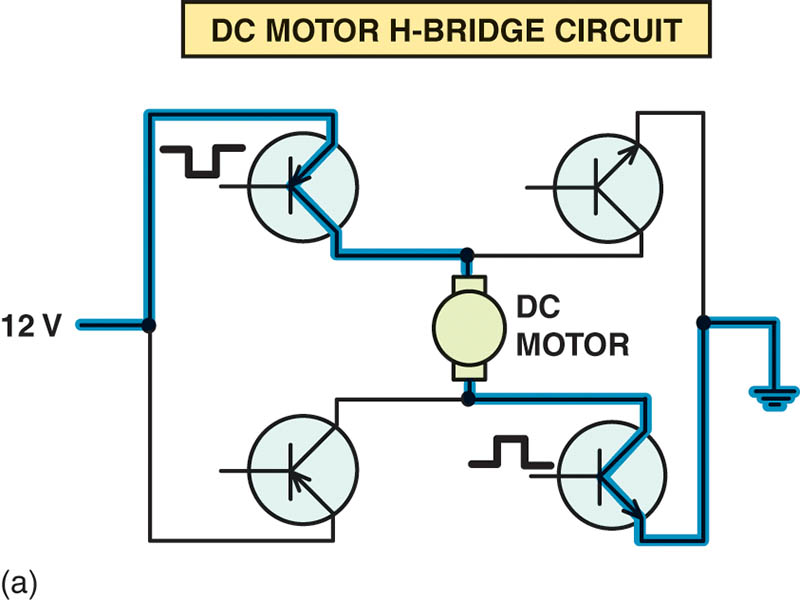 DC MOTOR H-BRIDGE CIRCUIT
12 V
DC
MOTOR
(a)